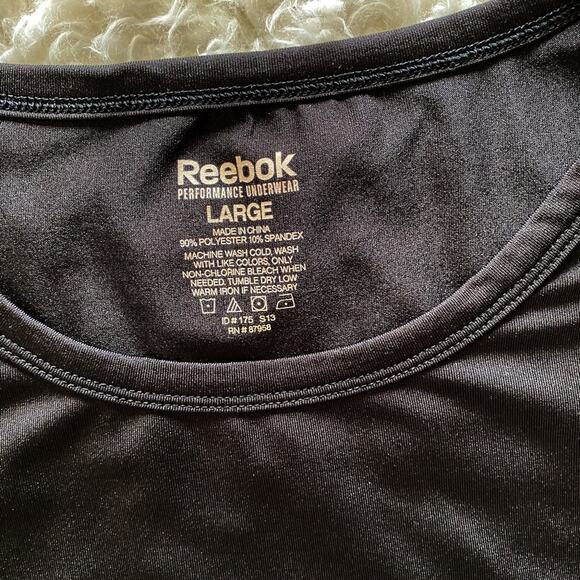 Reebok
PERFORMANCE UNDERWEAR
LARGE
MADE IN CHINA
90% POLYESTER 10% SPANDEX
MACHINE WASH COLD, WASH
WITH LIKE COLORS, ONLY
NON-CHLORINE BLEACH WHEN
NEEDED. TUMBLE DRY LOW
WARM IRON IF NECESSARY
ID # 175 S13
RN # 87958